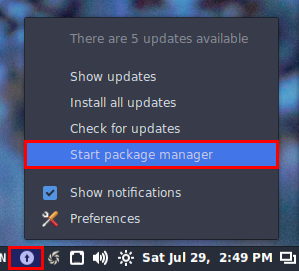 There are 5 updates available
Show updates
Install all updates
Check for updates
Start package manager
Show notifications
Preferences
N Sat Jul 29, 2:49 PM